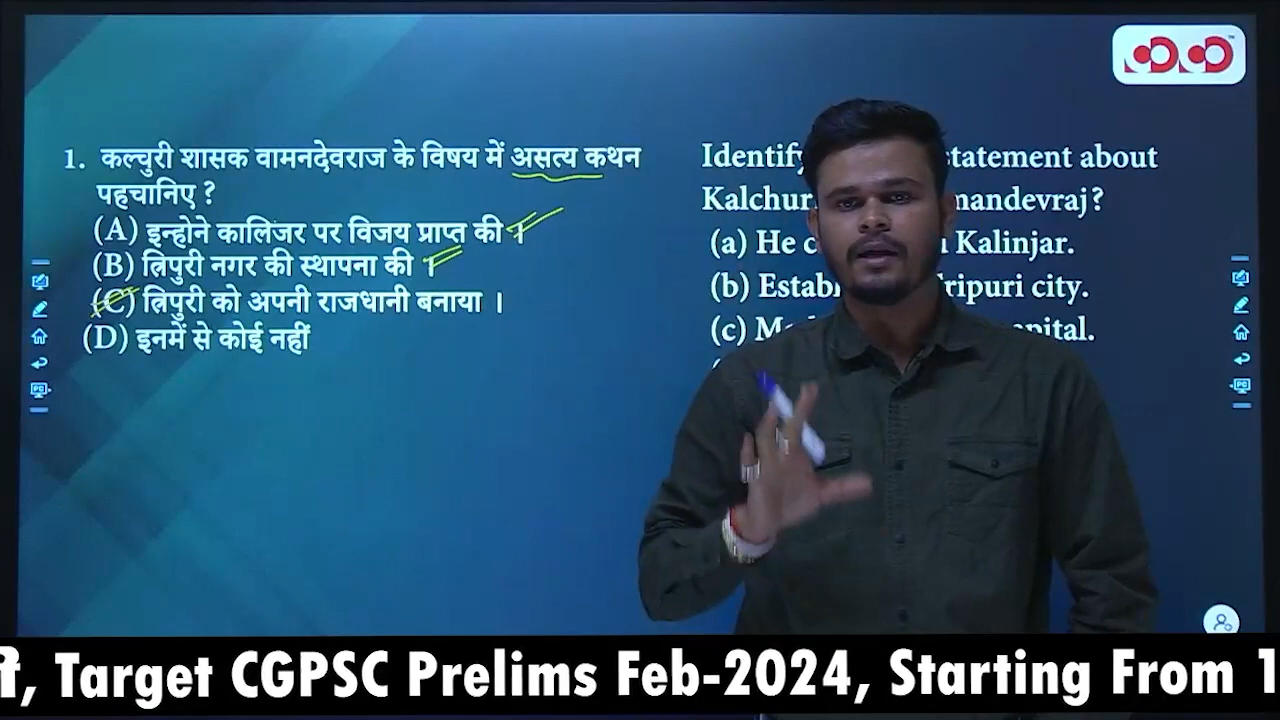 1. कल्चुरी शासक वामनदेवराज के विषय में असत्य कथन
पहचानिए ?
(A) इन्होने कालिंजर पर विजय प्राप्त की ।
(B) त्रिपुरी नगर की स्थापना की ।
(C) त्रिपुरी को अपनी राजधानी बनाया ।
(D) इनमें से कोई नहीं
Identify statement about
Kalchur mandevraj?
(a) He Kalinjar.
(b) Estab ripuri city.
(c) pital.
PC
PC
, Target CGPSC Prelims Feb-2024, Starting From 1